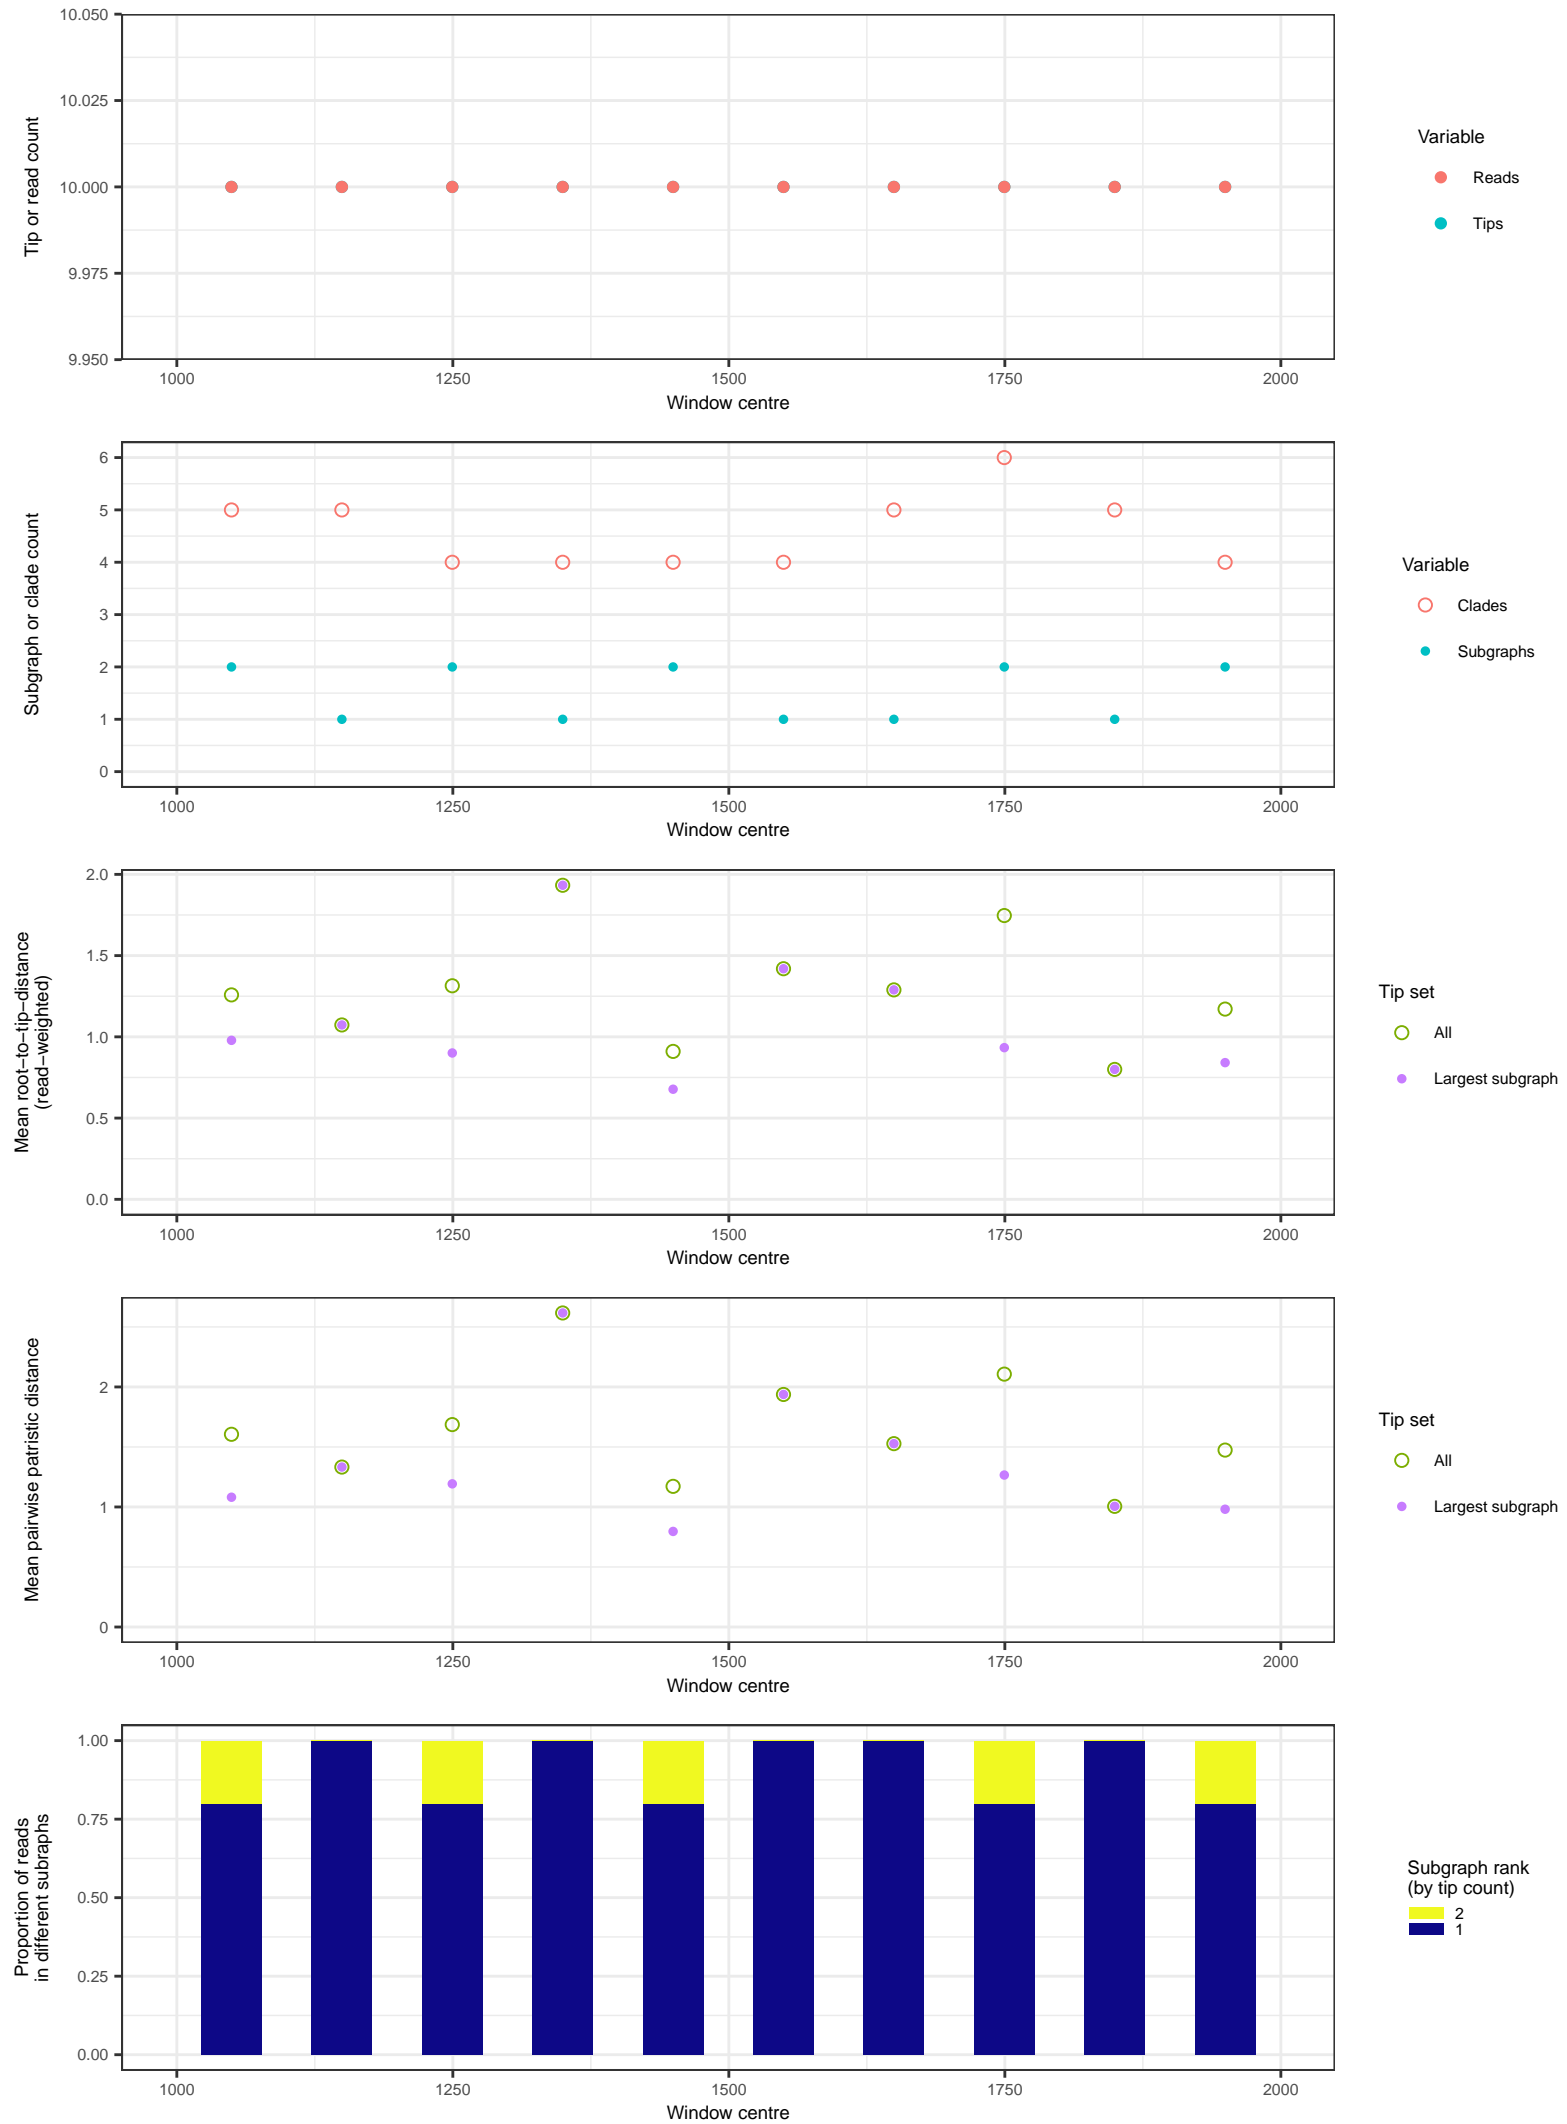 10.050
10.025
10.000
9.975
9.950
Tip or read count
1000 1250 1500 1750 2000
Window centre
Variable
Reads
Tips
6
5
4
3
2
1
0
Subgraph or clade count
1000 1250 1500 1750 2000
Window centre
Variable
Clades
Subgraphs
2.0
1.5
1.0
0.5
0.0
Mean root−to−tip−distance
(read−weighted)
1000 1250 1500 1750 2000
Window centre
Tip set
All
Largest subgraph
2
1
0
Mean pairwise patristic distance
1000 1250 1500 1750 2000
Window centre
Tip set
All
Largest subgraph
1.00
0.75
0.50
0.25
0.00
Proportion of reads
in different subraphs
1000 1250 1500 1750 2000
Window centre
Subgraph rank
(by tip count)
2
1